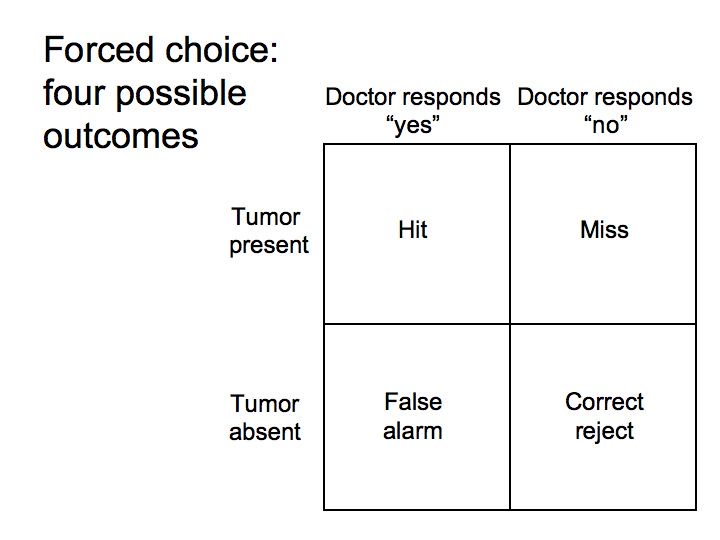 Forced choice:
four possible
outcomes
Doctor responds
“yes”
Doctor responds
“no”
Tumor
present
Hit
Miss
Tumor
absent
False
alarm
Correct
reject